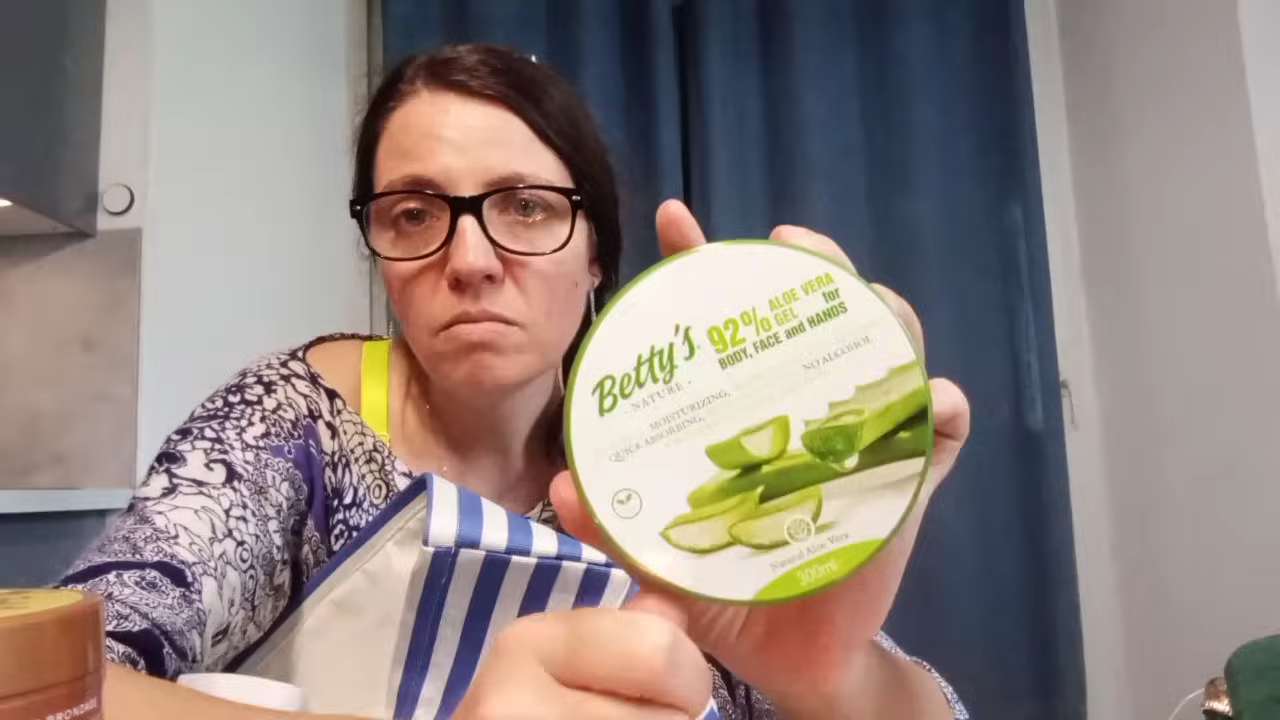 Betty's
- NATURE -
92% ALOE VERA
GEL for
BODY, FACE and HANDS
MOISTURIZING,
QUICK ABSORBING,
NO ALCOHOL
Natural Aloe Vera
300ml
BRONZAGE